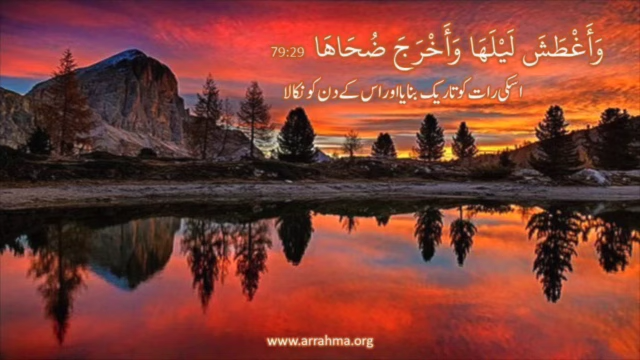 وَأَغْطَشَ لَيْلَهَا وَأَخْرَجَ ضُحَاهَا 79:29
اسکی رات کو تاریک بنایا اور اس کے دن کو نکالا
www.arrahma.org